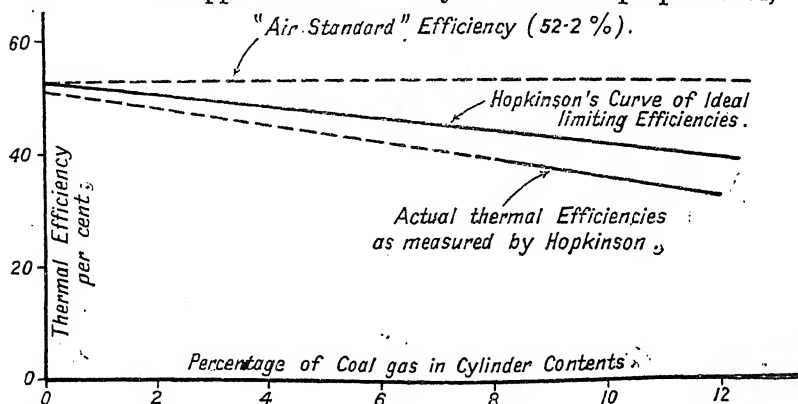 60
"Air Standard" Efficiency (52·2 %).
Hopkinson's Curve of Ideal
limiting Efficiencies.
40
Thermal Efficiency
per cent.
Actual thermal Efficiencies
as measured by Hopkinson.
20
Percentage of Coal gas in Cylinder Contents.
0
0 2 4 6 8 10 12